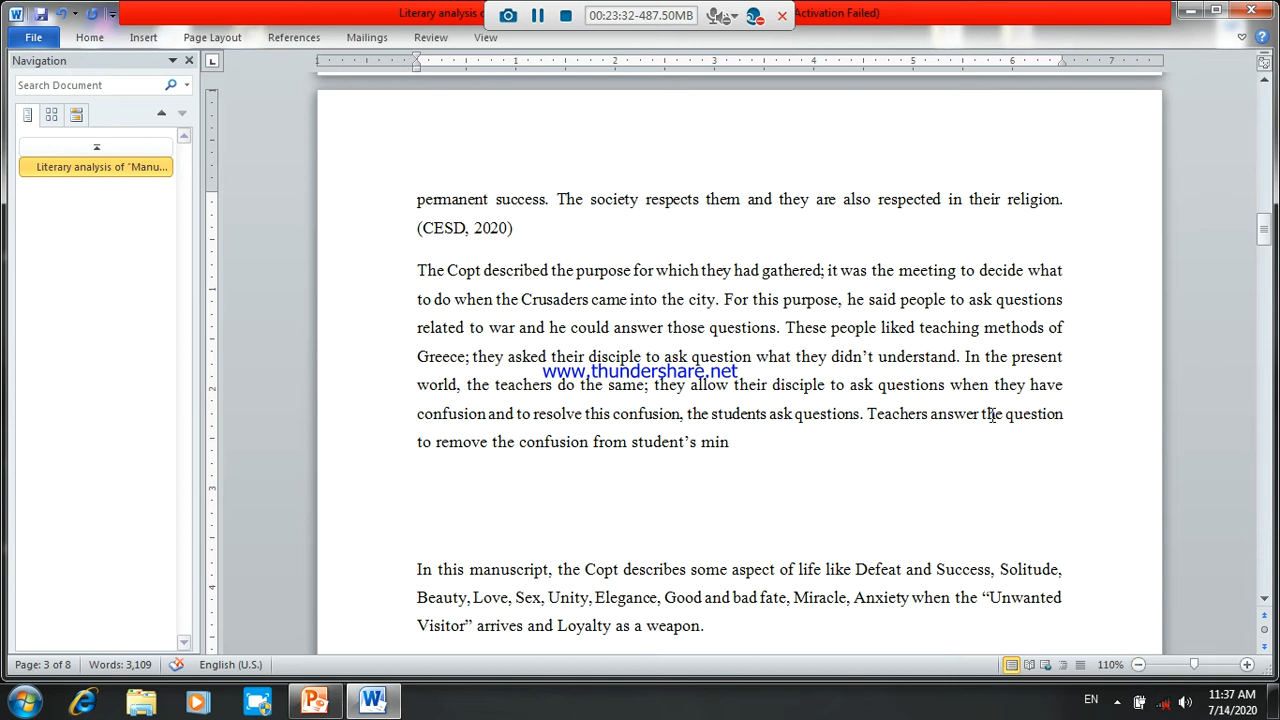 Literary analysis of
00:23:32-487.50MB
Activation Failed)
File Home Insert Page Layout References Mailings Review View
Navigation
Search Document
Literary analysis of "Manu...
1 1 2 3 4 5 6 7
permanent success. The society respects them and they are also respected in their religion.
(CESD, 2020)
The Copt described the purpose for which they had gathered; it was the meeting to decide what
to do when the Crusaders came into the city. For this purpose, he said people to ask questions
related to war and he could answer those questions. These people liked teaching methods of
Greece; they asked their disciple to ask question what they didn’t understand. In the present
www.thundershare.net
world, the teachers do the same; they allow their disciple to ask questions when they have
confusion and to resolve this confusion, the students ask questions. Teachers answer the question
to remove the confusion from student’s min
In this manuscript, the Copt describes some aspect of life like Defeat and Success, Solitude,
Beauty, Love, Sex, Unity, Elegance, Good and bad fate, Miracle, Anxiety when the “Unwanted
Visitor” arrives and Loyalty as a weapon.
Page: 3 of 8 Words: 3,109 English (U.S.) 110%
EN 11:37 AM
7/14/2020